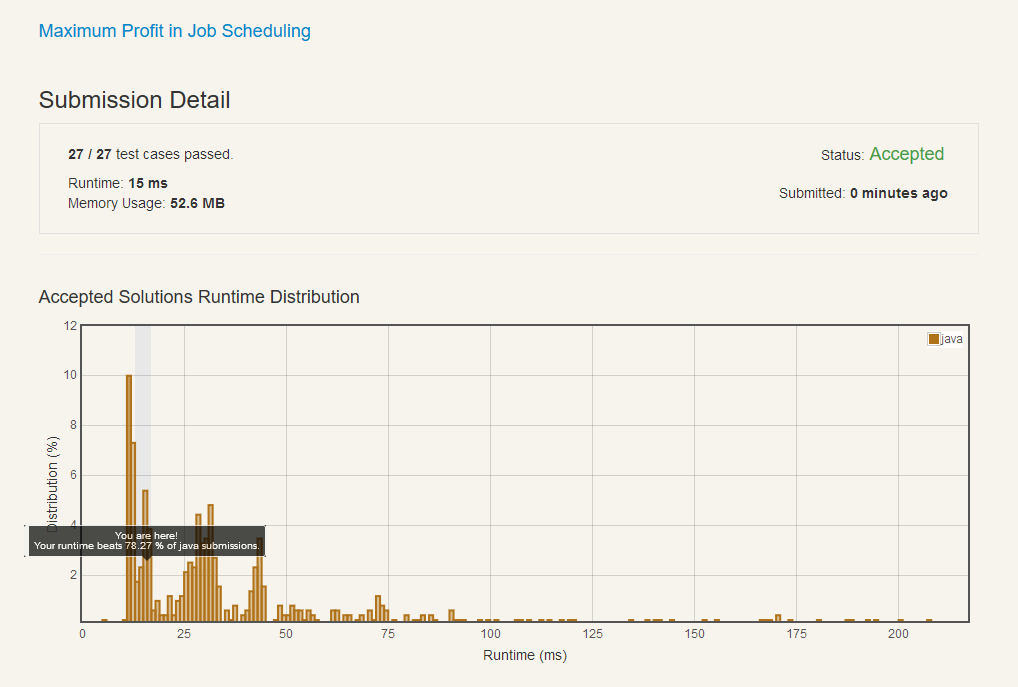 Maximum Profit in Job Scheduling
Submission Detail
27 / 27 test cases passed.
Status: Accepted
Runtime: 15 ms
Submitted: 0 minutes ago
Memory Usage: 52.6 MB
Accepted Solutions Runtime Distribution
12
java
10
8
6
Distribution (%)
4
You are here!
Your runtime beats 78.27 % of java submissions.
2
0 25 50 75 100 125 150 175 200
Runtime (ms)